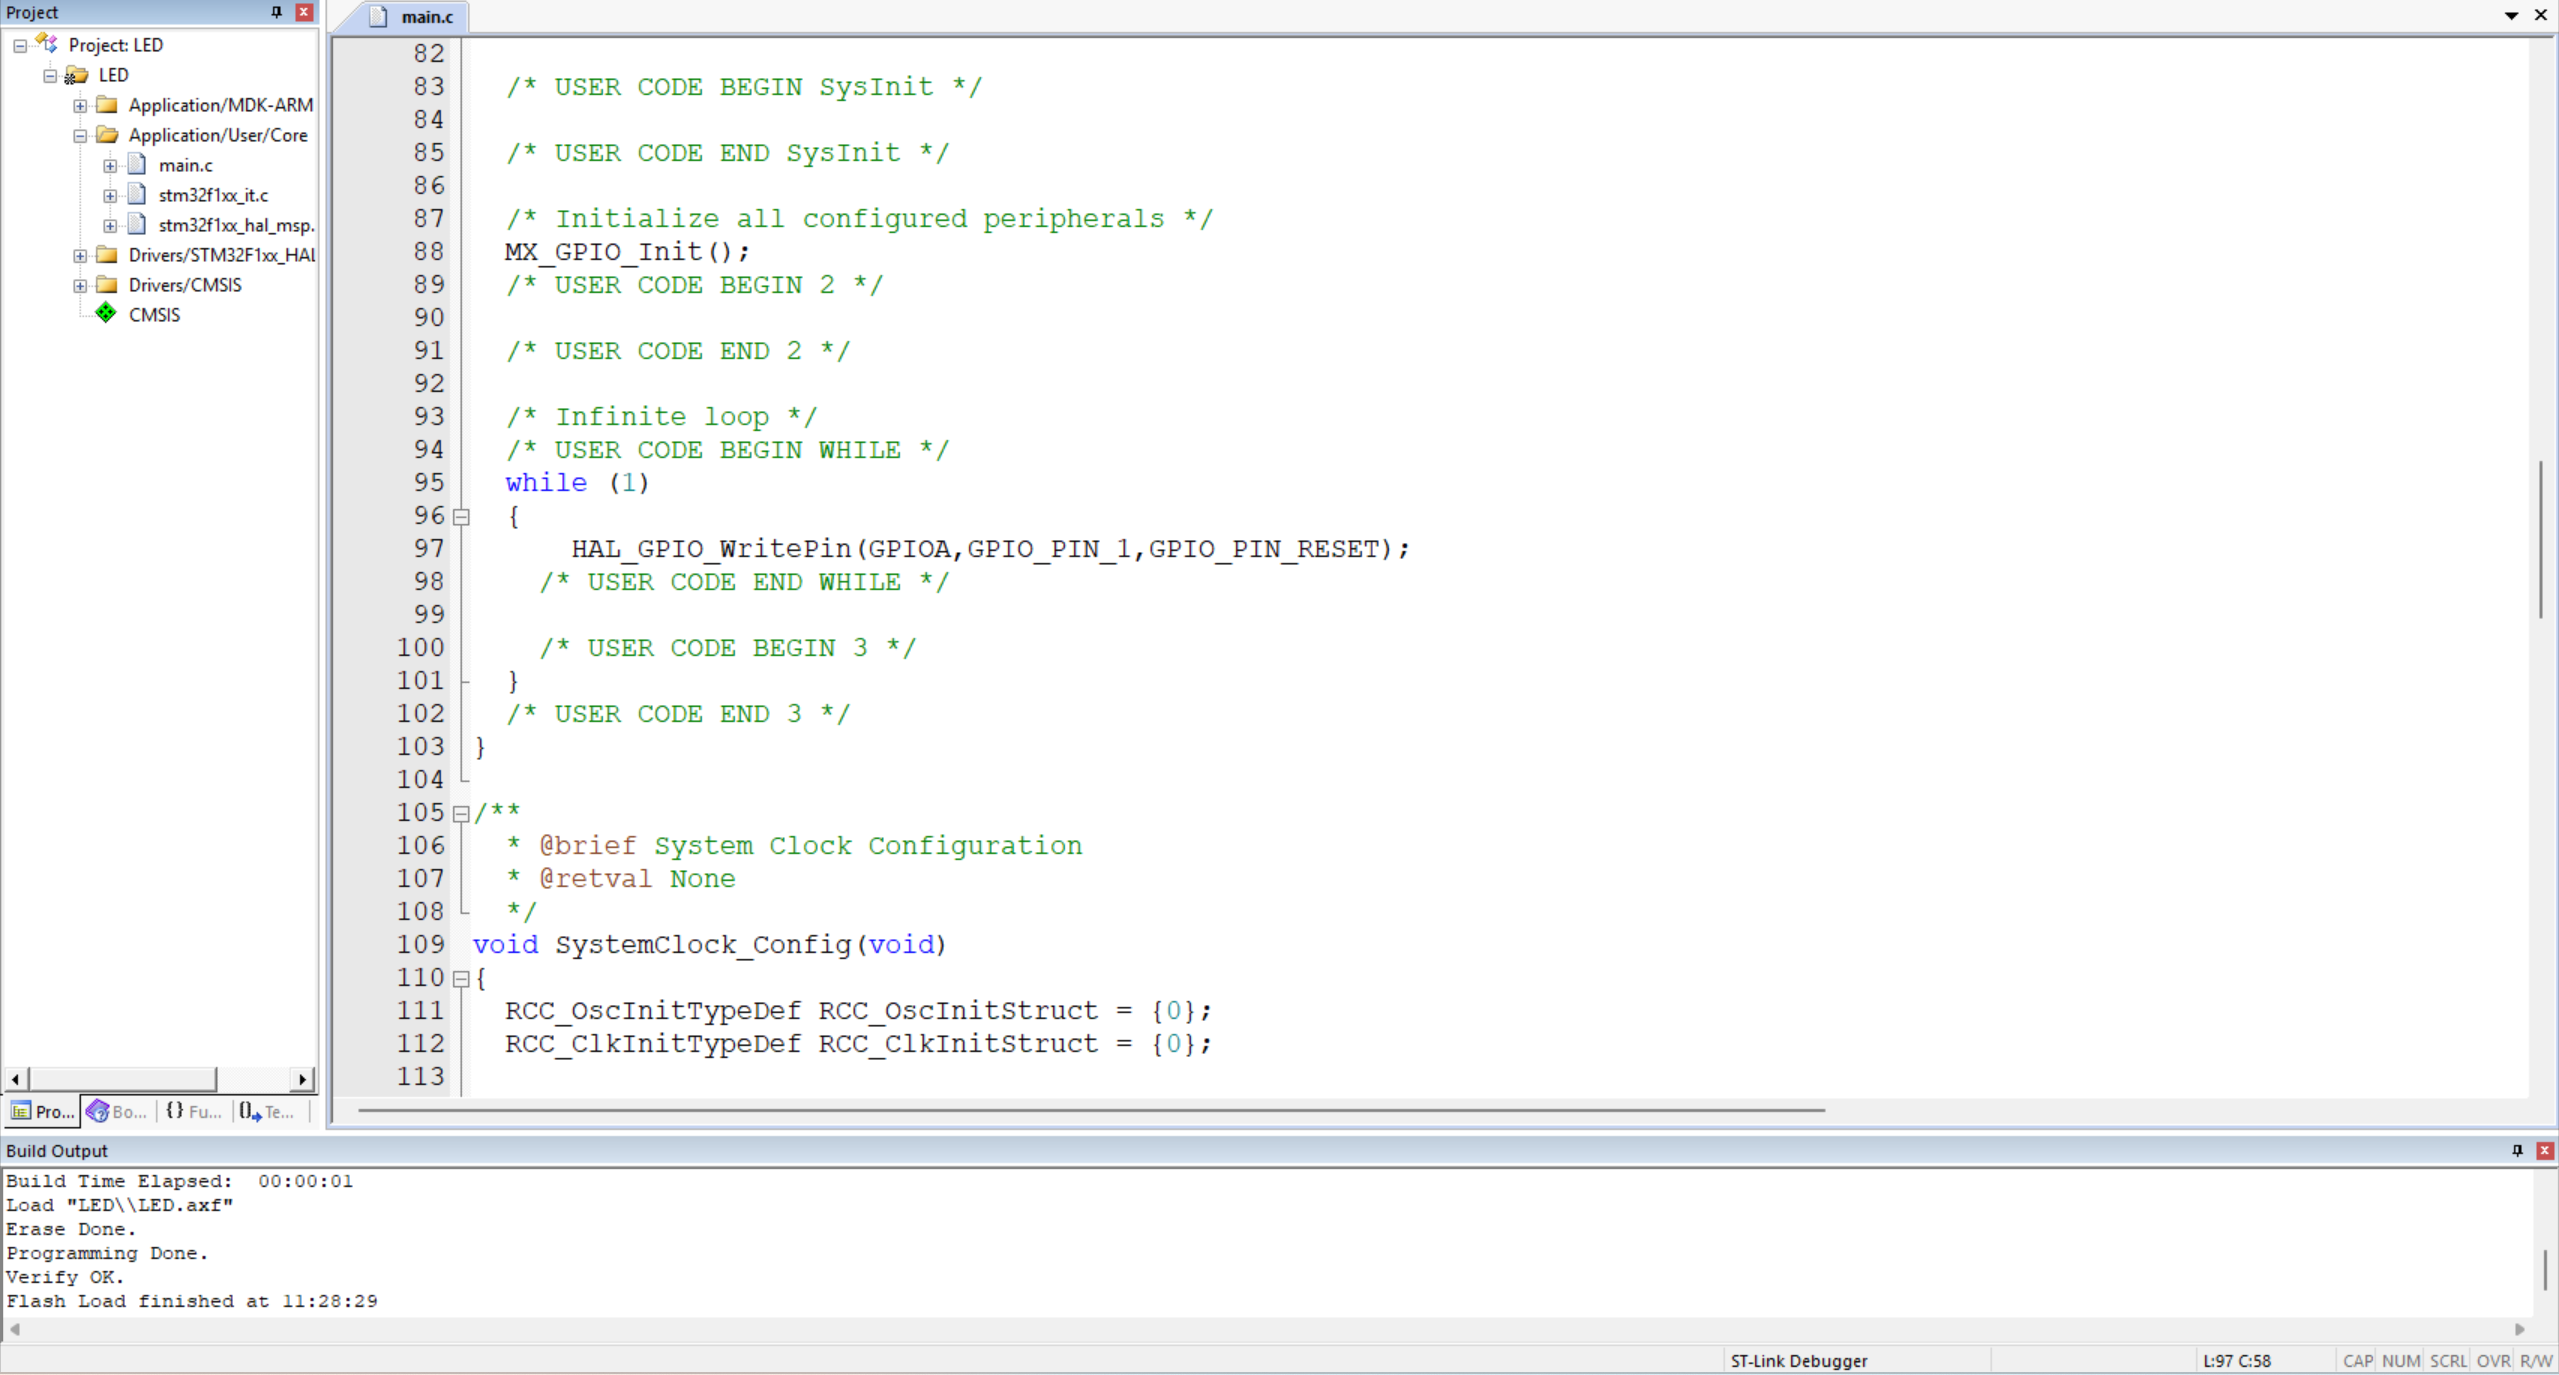 Project
Project: LED
LED
Application/MDK-ARM
Application/User/Core
main.c
stm32f1xx_it.c
stm32f1xx_hal_msp.
Drivers/STM32F1xx_HAL
Drivers/CMSIS
CMSIS
Pro...
Bo...
{} Fu...
Te...
main.c
82
83 /* USER CODE BEGIN SysInit */
84
85 /* USER CODE END SysInit */
86
87 /* Initialize all configured peripherals */
88 MX_GPIO_Init();
89 /* USER CODE BEGIN 2 */
90
91 /* USER CODE END 2 */
92
93 /* Infinite loop */
94 /* USER CODE BEGIN WHILE */
95 while (1)
96 {
97 HAL_GPIO_WritePin(GPIOA,GPIO_PIN_1,GPIO_PIN_RESET);
98 /* USER CODE END WHILE */
99
100 /* USER CODE BEGIN 3 */
101 }
102 /* USER CODE END 3 */
103 }
104
105 /**
106 * @brief System Clock Configuration
107 * @retval None
108 */
109 void SystemClock_Config(void)
110 {
111 RCC_OscInitTypeDef RCC_OscInitStruct = {0};
112 RCC_ClkInitTypeDef RCC_ClkInitStruct = {0};
113
Build Output
Build Time Elapsed:  00:00:01
Load "LED\\LED.axf"
Erase Done.
Programming Done.
Verify OK.
Flash Load finished at 11:28:29
ST-Link Debugger
L:97 C:58
CAP NUM SCRL OVR R/W